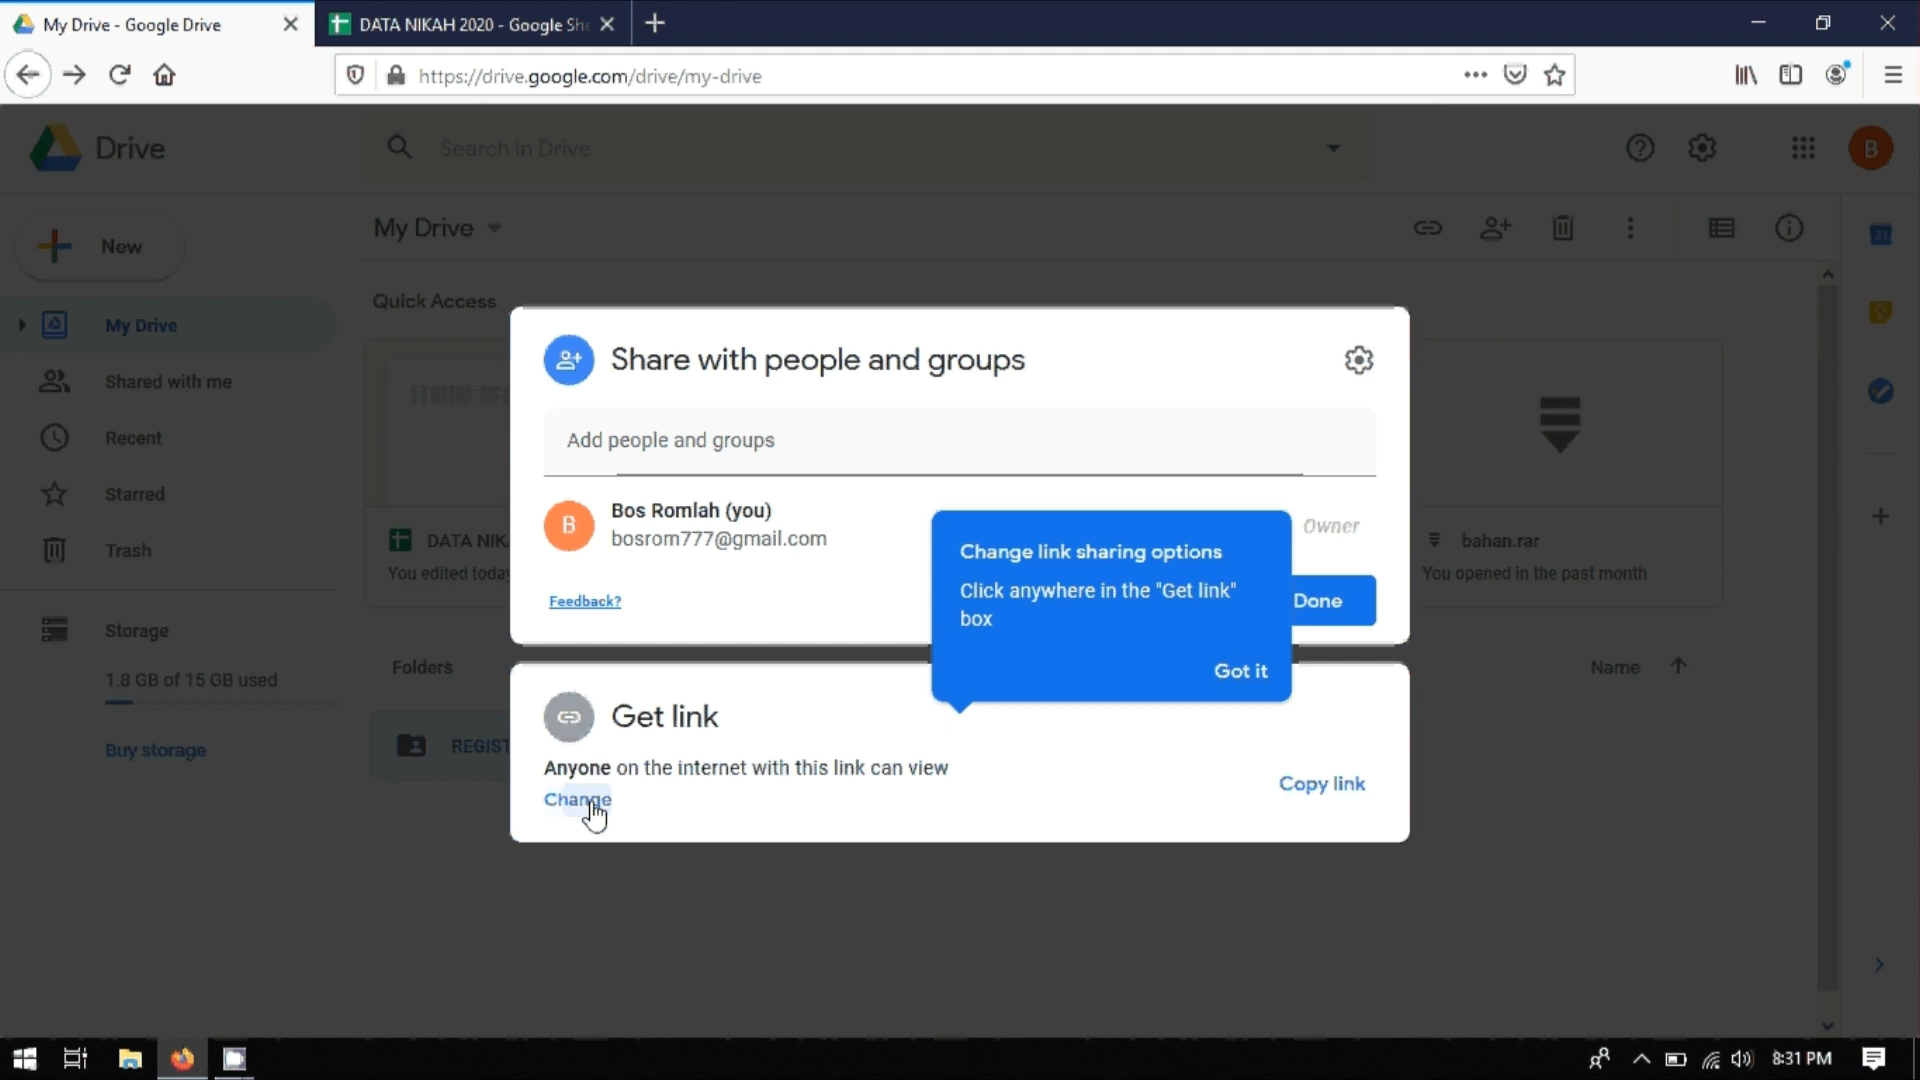 My Drive - Google Drive
DATA NIKAH 2020 - Google She
https://drive.google.com/drive/my-drive
Drive
Search in Drive
B
New
My Drive
31
Quick Access
My Drive
Share with people and groups
Shared with me
Add people and groups
Recent
Starred
Bos Romlah (you)
B
bosrom777@gmail.com
Owner
DATA NIK
You edited today
bahan.rar
You opened in the past month
Trash
Change link sharing options
Click anywhere in the "Get link"
box
Got it
Feedback?
Done
Storage
1.8 GB of 15 GB used
Buy storage
Folders
Name
REGIST
Get link
Anyone on the internet with this link can view
Change
Copy link
8:31 PM